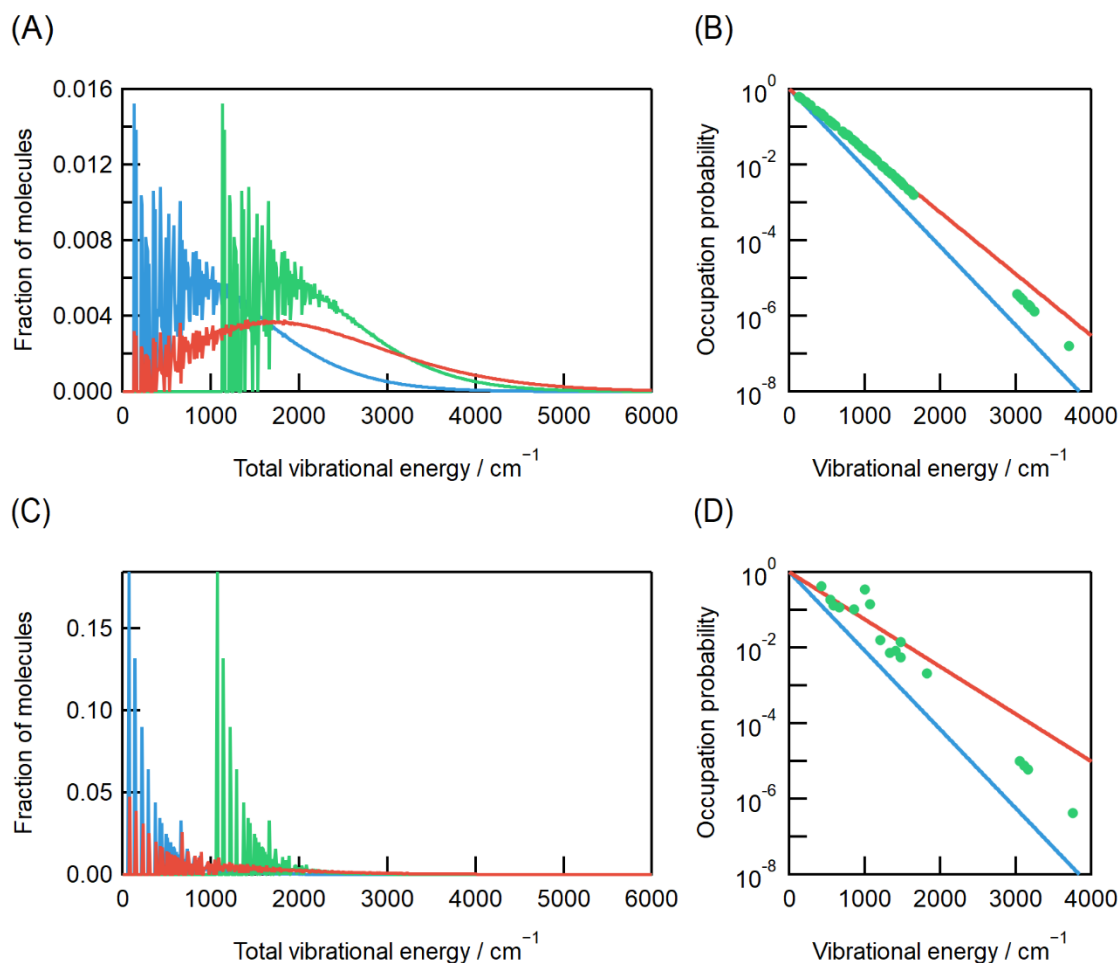 (A)
Fraction of molecules
0.016
0.012
0.008
0.004
0.000
0 1000 2000 3000 4000 5000 6000
Total vibrational energy / cm⁻¹
(B)
Occupation probability
10⁰
10⁻²
10⁻⁴
10⁻⁶
10⁻⁸
0 1000 2000 3000 4000
Vibrational energy / cm⁻¹
(C)
Fraction of molecules
0.15
0.10
0.05
0.00
0 1000 2000 3000 4000 5000 6000
Total vibrational energy / cm⁻¹
(D)
Occupation probability
10⁰
10⁻²
10⁻⁴
10⁻⁶
10⁻⁸
0 1000 2000 3000 4000
Vibrational energy / cm⁻¹